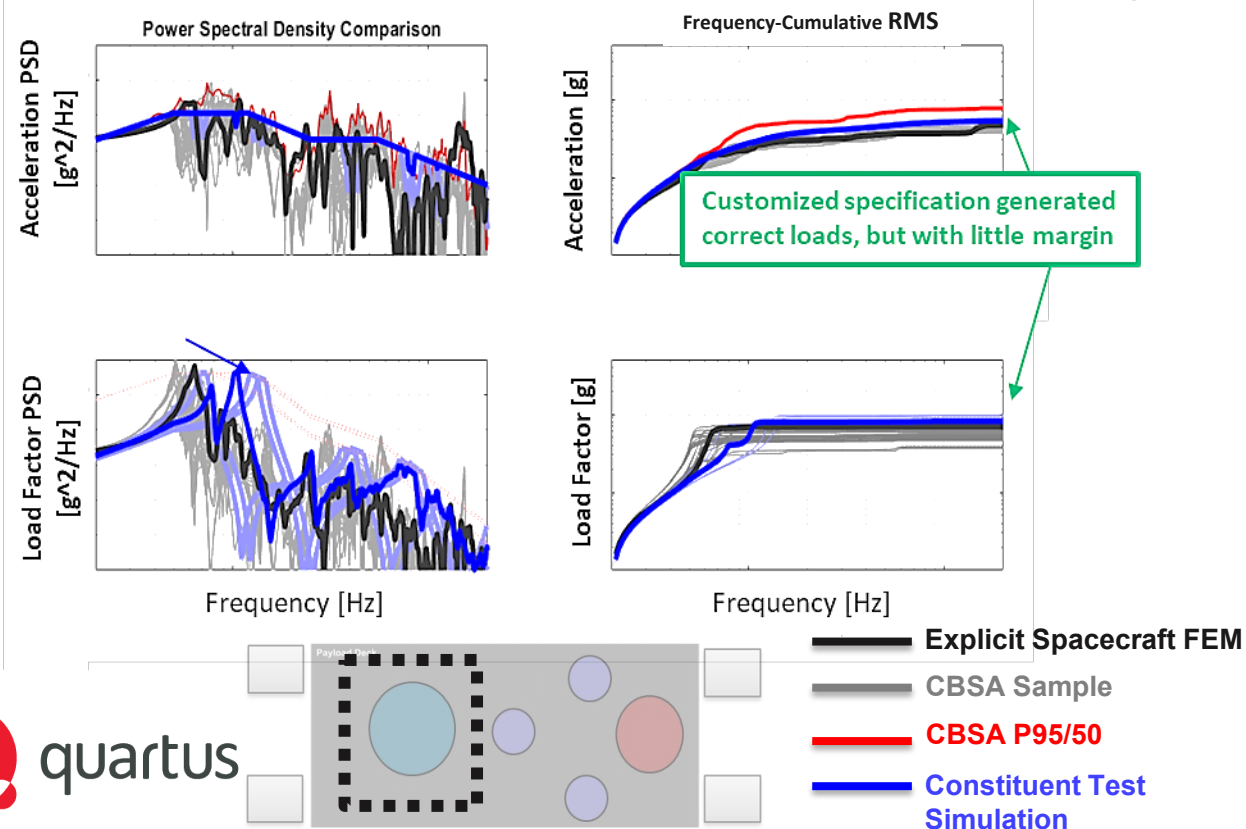 Power Spectral Density Comparison
Frequency-Cumulative RMS
Acceleration PSD
[g^2/Hz]
Acceleration [g]
Customized specification generated
correct loads, but with little margin
Load Factor PSD
[g^2/Hz]
Load Factor [g]
Frequency [Hz]
Frequency [Hz]
Payload Deck
Explicit Spacecraft FEM
CBSA Sample
CBSA P95/50
Constituent Test
Simulation
quartus